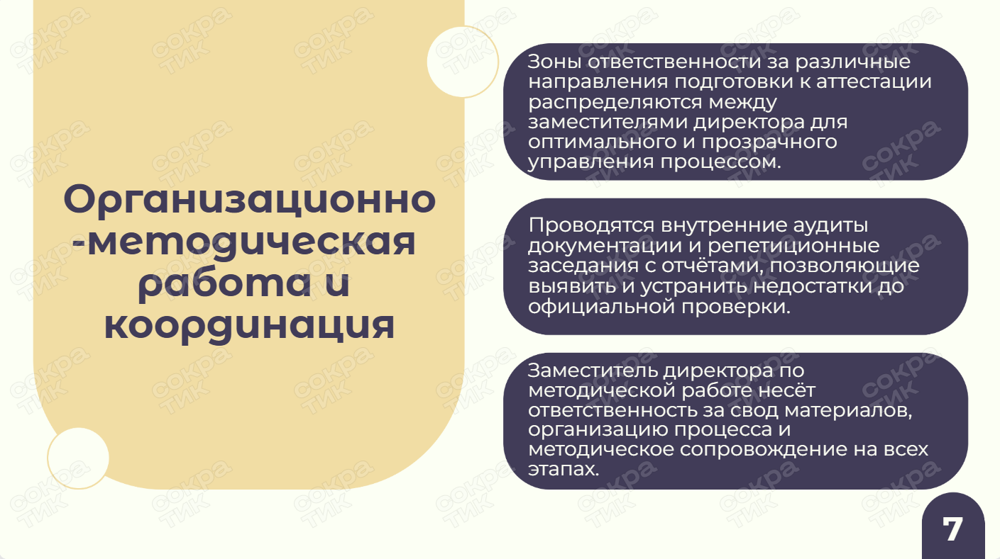 Организационно
-методическая
работа и
координация
Зоны ответственности за различные
направления подготовки к аттестации
распределяются между
заместителями директора для
оптимального и прозрачного
управления процессом.
Проводятся внутренние аудиты
документации и репетиционные
заседания с отчётами, позволяющие
выявить и устранить недостатки до
официальной проверки.
Заместитель директора по
методической работе несёт
ответственность за свод материалов,
организацию процесса и
методическое сопровождение на всех
этапах.
7
сократик